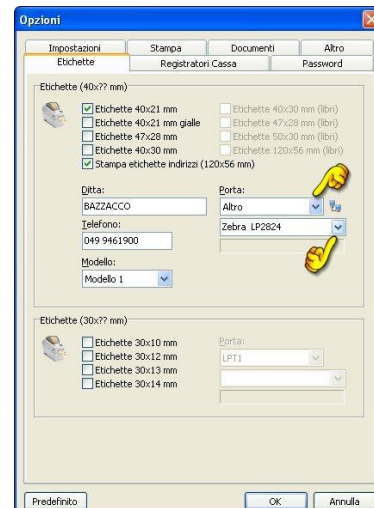 Opzioni
Impostazioni Stampa Documenti Altro
Etichette Registratori Cassa Password
Etichette (40x?? mm)
Etichette 40x21 mm Etichette 40x30 mm (libri)
Etichette 40x21 mm gialle Etichette 47x28 mm (libri)
Etichette 47x28 mm Etichette 50x30 mm (libri)
Etichette 40x30 mm Etichette 120x56 mm (libri)
Stampa etichette indirizzi (120x56 mm)
Ditta: Porta:
BAZZACCO Altro
Telefono: Zebra LP2824
049 9461900
Modello:
Modello 1
Etichette (30x?? mm)
Etichette 30x10 mm Porta:
Etichette 30x12 mm LPT1
Etichette 30x13 mm
Etichette 30x14 mm
Predefinito OK Annulla